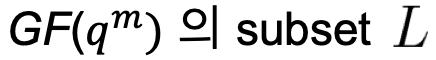 GF(q^m) 의 subset L